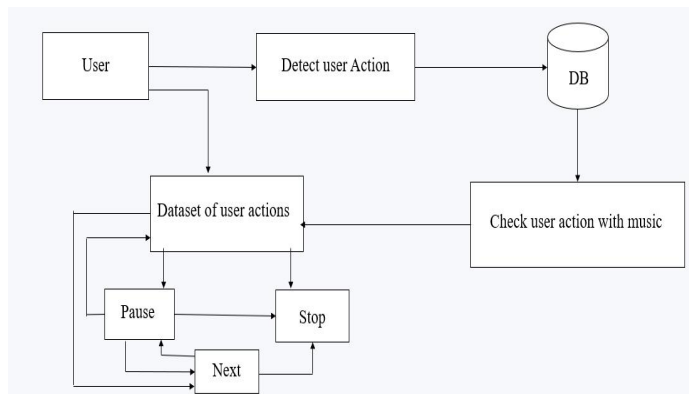 User
Detect user Action
DB
Dataset of user actions
Check user action with music
Pause
Stop
Next